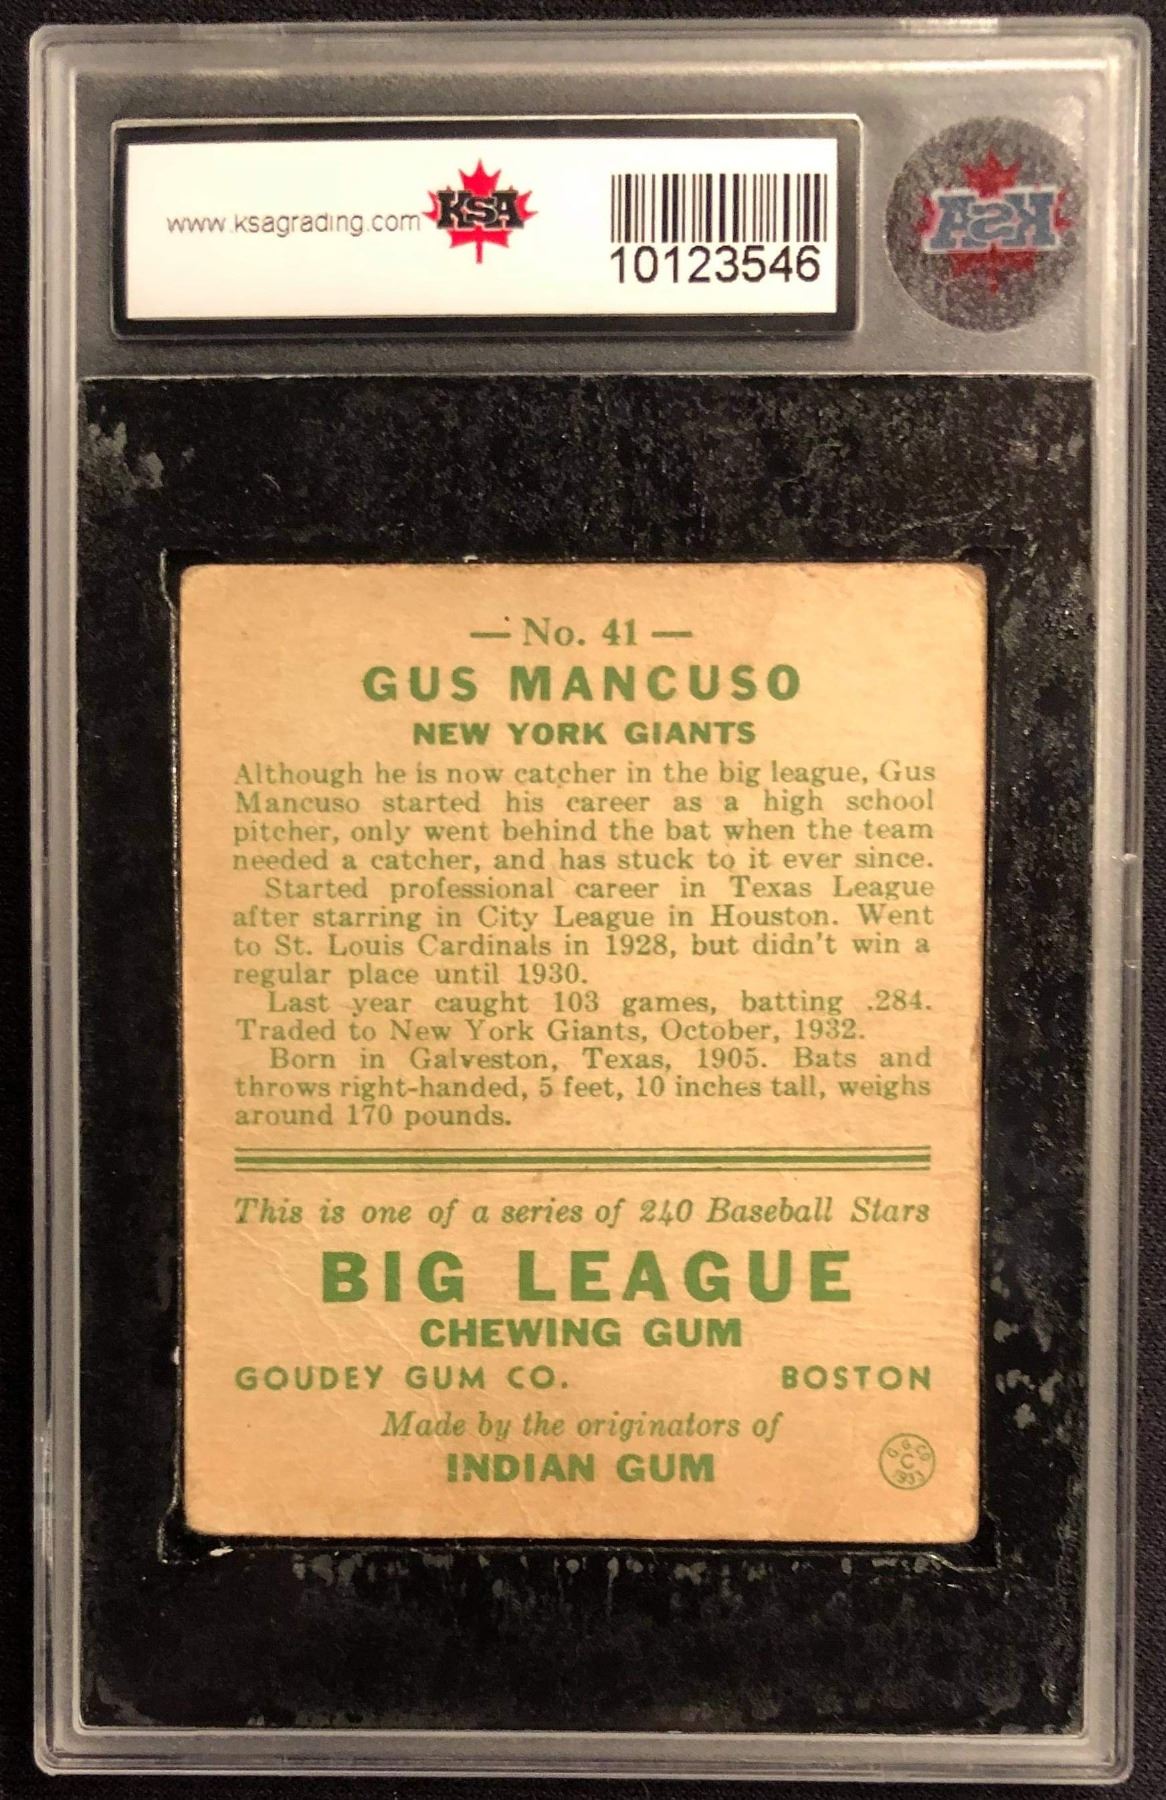 www.ksagrading.com
KSA
10123546
KSA
— No. 41 —
GUS MANCUSO
NEW YORK GIANTS
Although he is now catcher in the big league, Gus
Mancuso started his career as a high school
pitcher, only went behind the bat when the team
needed a catcher, and has stuck to it ever since.
Started professional career in Texas League
after starring in City League in Houston. Went
to St. Louis Cardinals in 1928, but didn't win a
regular place until 1930.
Last year caught 103 games, batting .284.
Traded to New York Giants, October, 1932.
Born in Galveston, Texas, 1905. Bats and
throws right-handed, 5 feet, 10 inches tall, weighs
around 170 pounds.
This is one of a series of 240 Baseball Stars
BIG LEAGUE
CHEWING GUM
GOUDEY GUM CO. BOSTON
Made by the originators of
INDIAN GUM
G.G.CO
C
1933